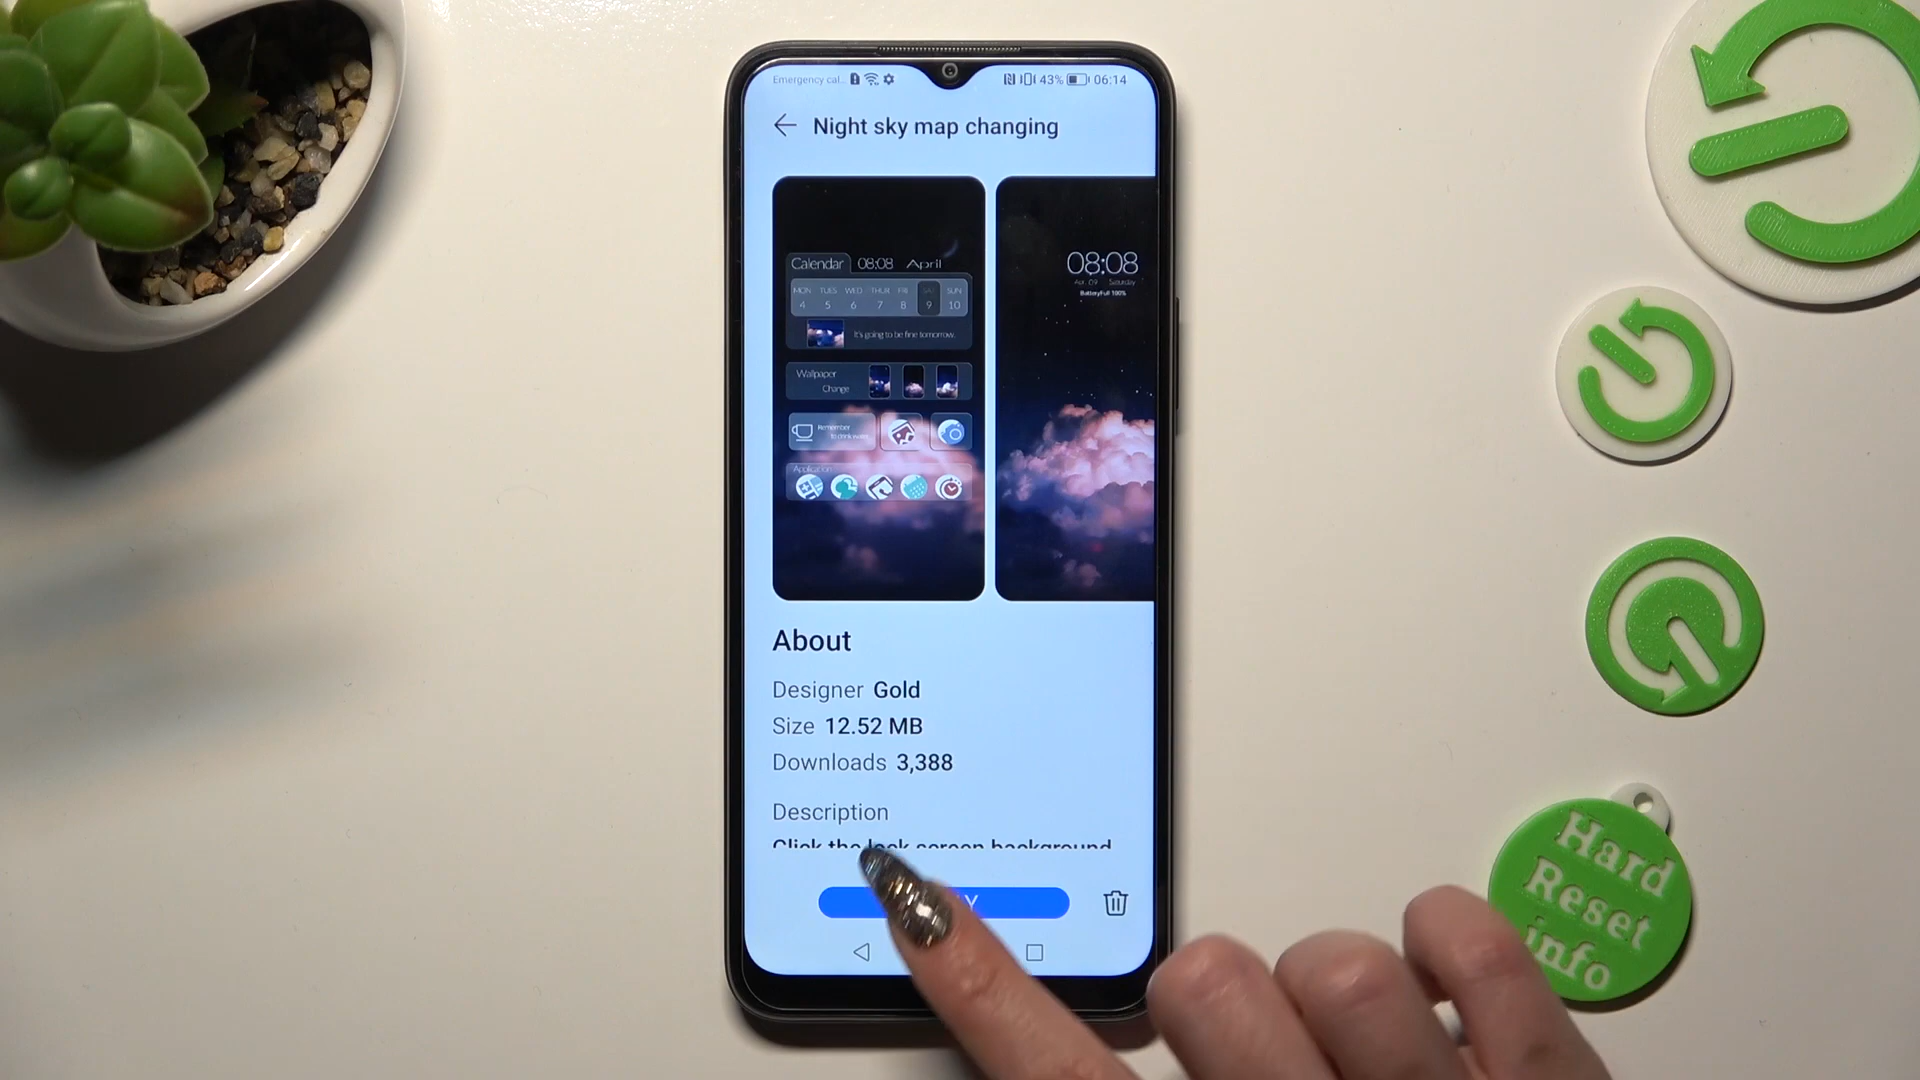 Emergency cal... 43% 06:14
Night sky map changing
Calendar 08:08 April
MON TUES WED THUR FRI SAT SUN
4 5 6 7 8 9 10
It's going to be fine tomorrow.
Wallpaper
Change
Remember
to drink water
Application
08:08
Apr. 09 Saturday
BatteryFull 100%
About
Designer Gold
Size 12.52 MB
Downloads 3,388
Description
Click the lock screen background
Y
Hard
Reset
info